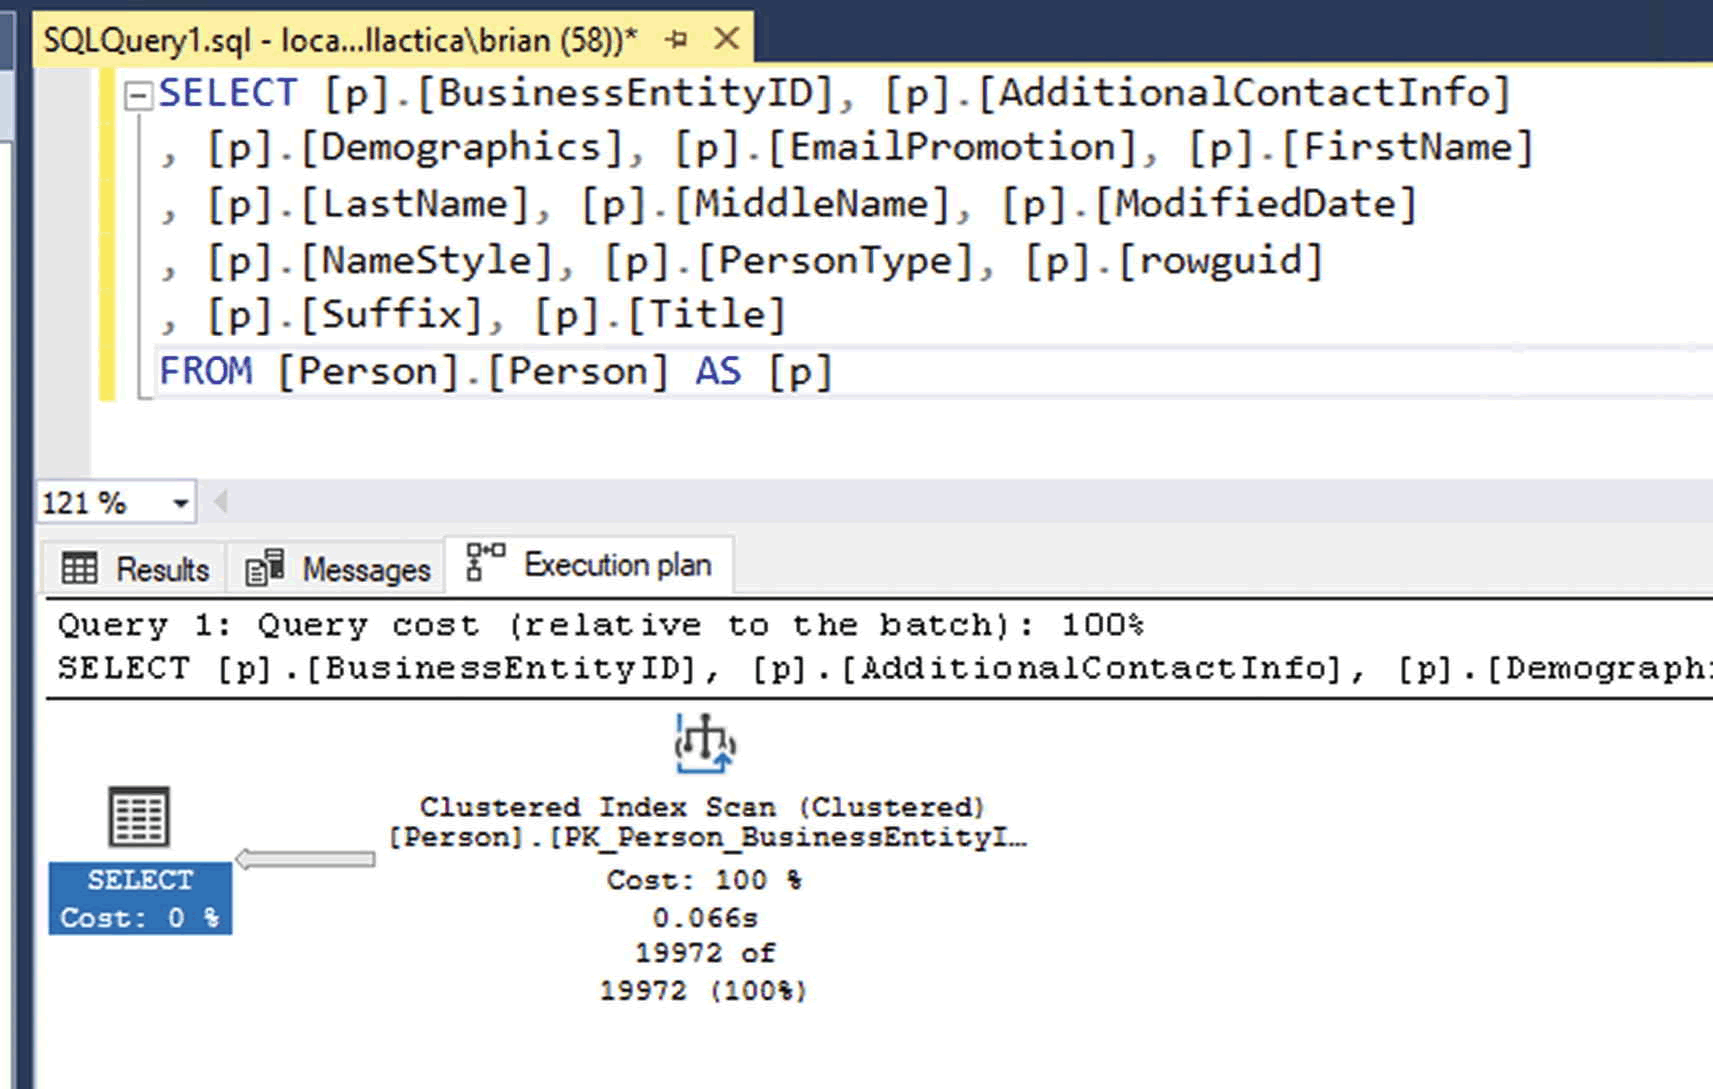 SQLQuery1.sql - loca...llactica\brian (58))*
SELECT [p].[BusinessEntityID], [p].[AdditionalContactInfo]
, [p].[Demographics], [p].[EmailPromotion], [p].[FirstName]
, [p].[LastName], [p].[MiddleName], [p].[ModifiedDate]
, [p].[NameStyle], [p].[PersonType], [p].[rowguid]
, [p].[Suffix], [p].[Title]
FROM [Person].[Person] AS [p]
121 %
Results Messages Execution plan
Query 1: Query cost (relative to the batch): 100%
SELECT [p].[BusinessEntityID], [p].[AdditionalContactInfo], [p].[Demographi
Clustered Index Scan (Clustered)
[Person].[PK_Person_BusinessEntityI…
Cost: 100 %
0.066s
19972 of
19972 (100%)
SELECT
Cost: 0 %